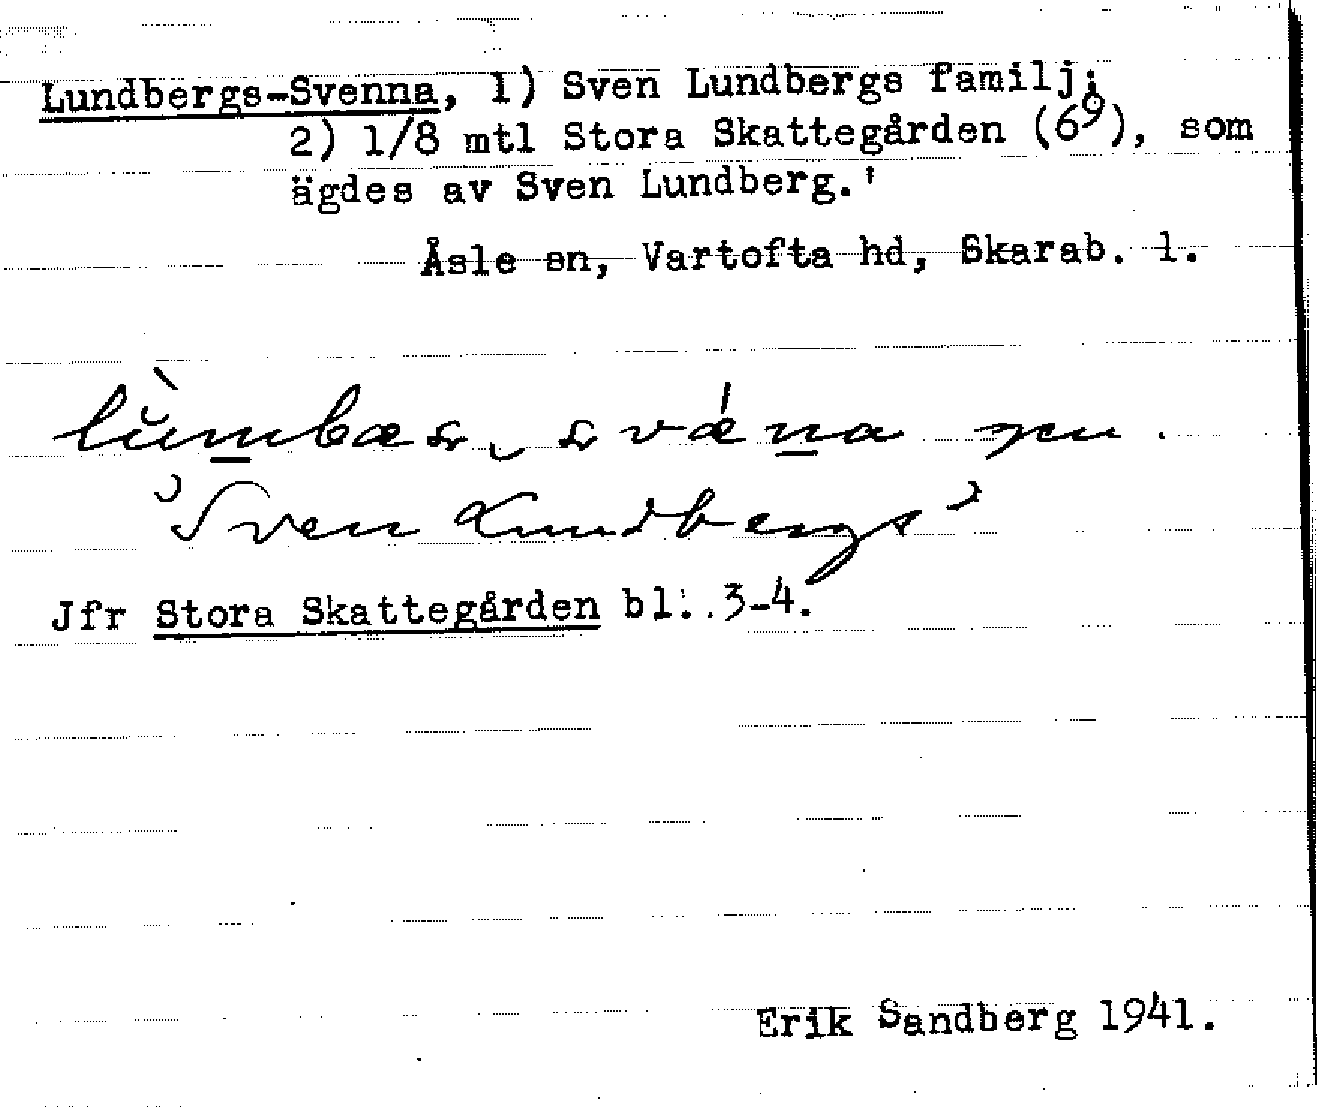 Lundbergs-Svenna, 1) Sven Lundbergs familj;
2) 1/8 mtl Stora Skattegården (69), som
ägdes av Sven Lundberg.'
Åsle sn, Vartofta hd, Skarab. l.
'Sven Lundbergs'
Jfr Stora Skattegården bl. 3-4.
Erik Sandberg 1941.